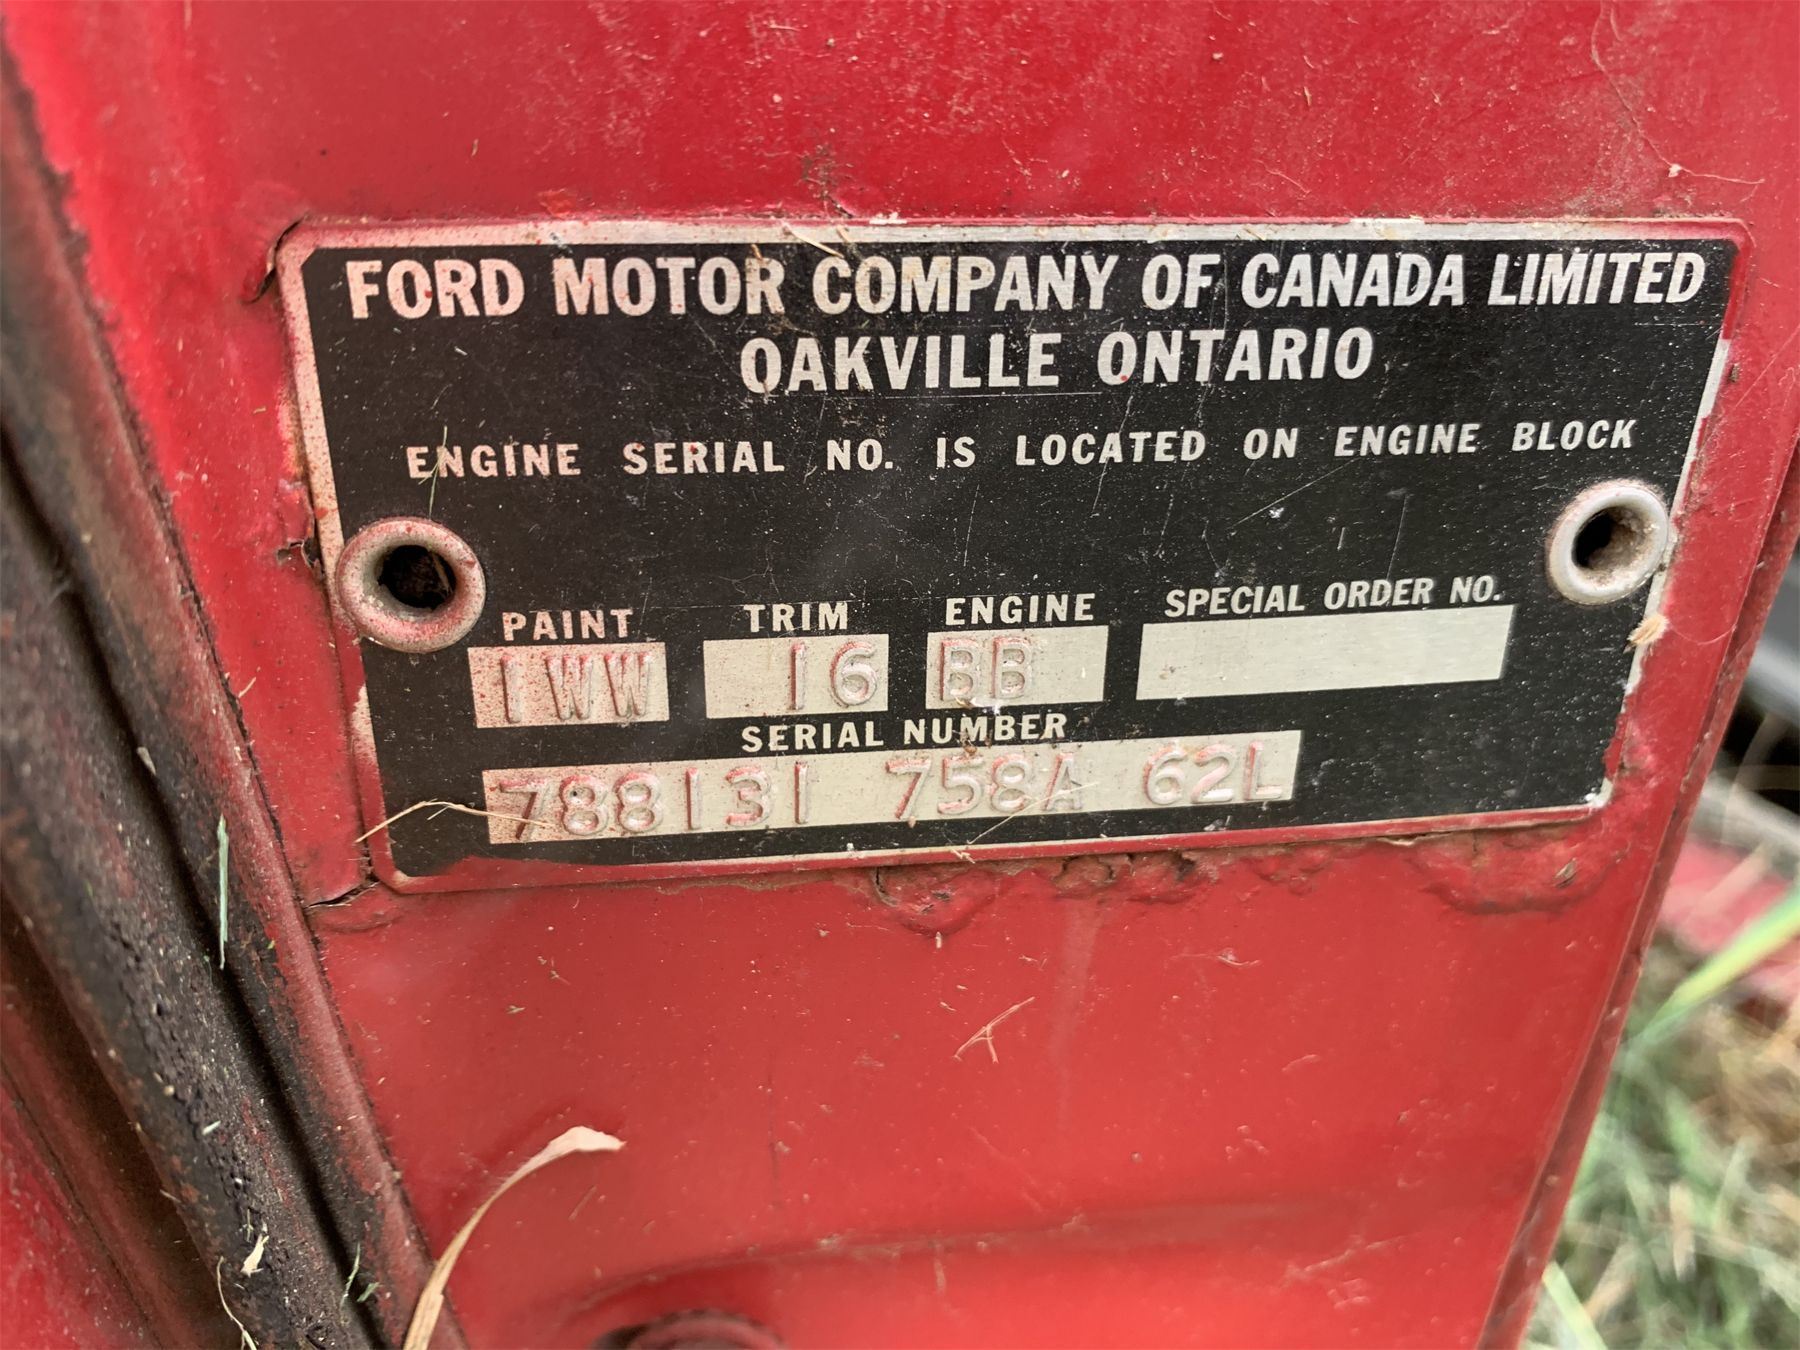 FORD MOTOR COMPANY OF CANADA LIMITED
OAKVILLE ONTARIO
ENGINE SERIAL NO. IS LOCATED ON ENGINE BLOCK
PAINT TRIM ENGINE SPECIAL ORDER NO.
1WW 16 BB
SERIAL NUMBER
788131 758A 62L